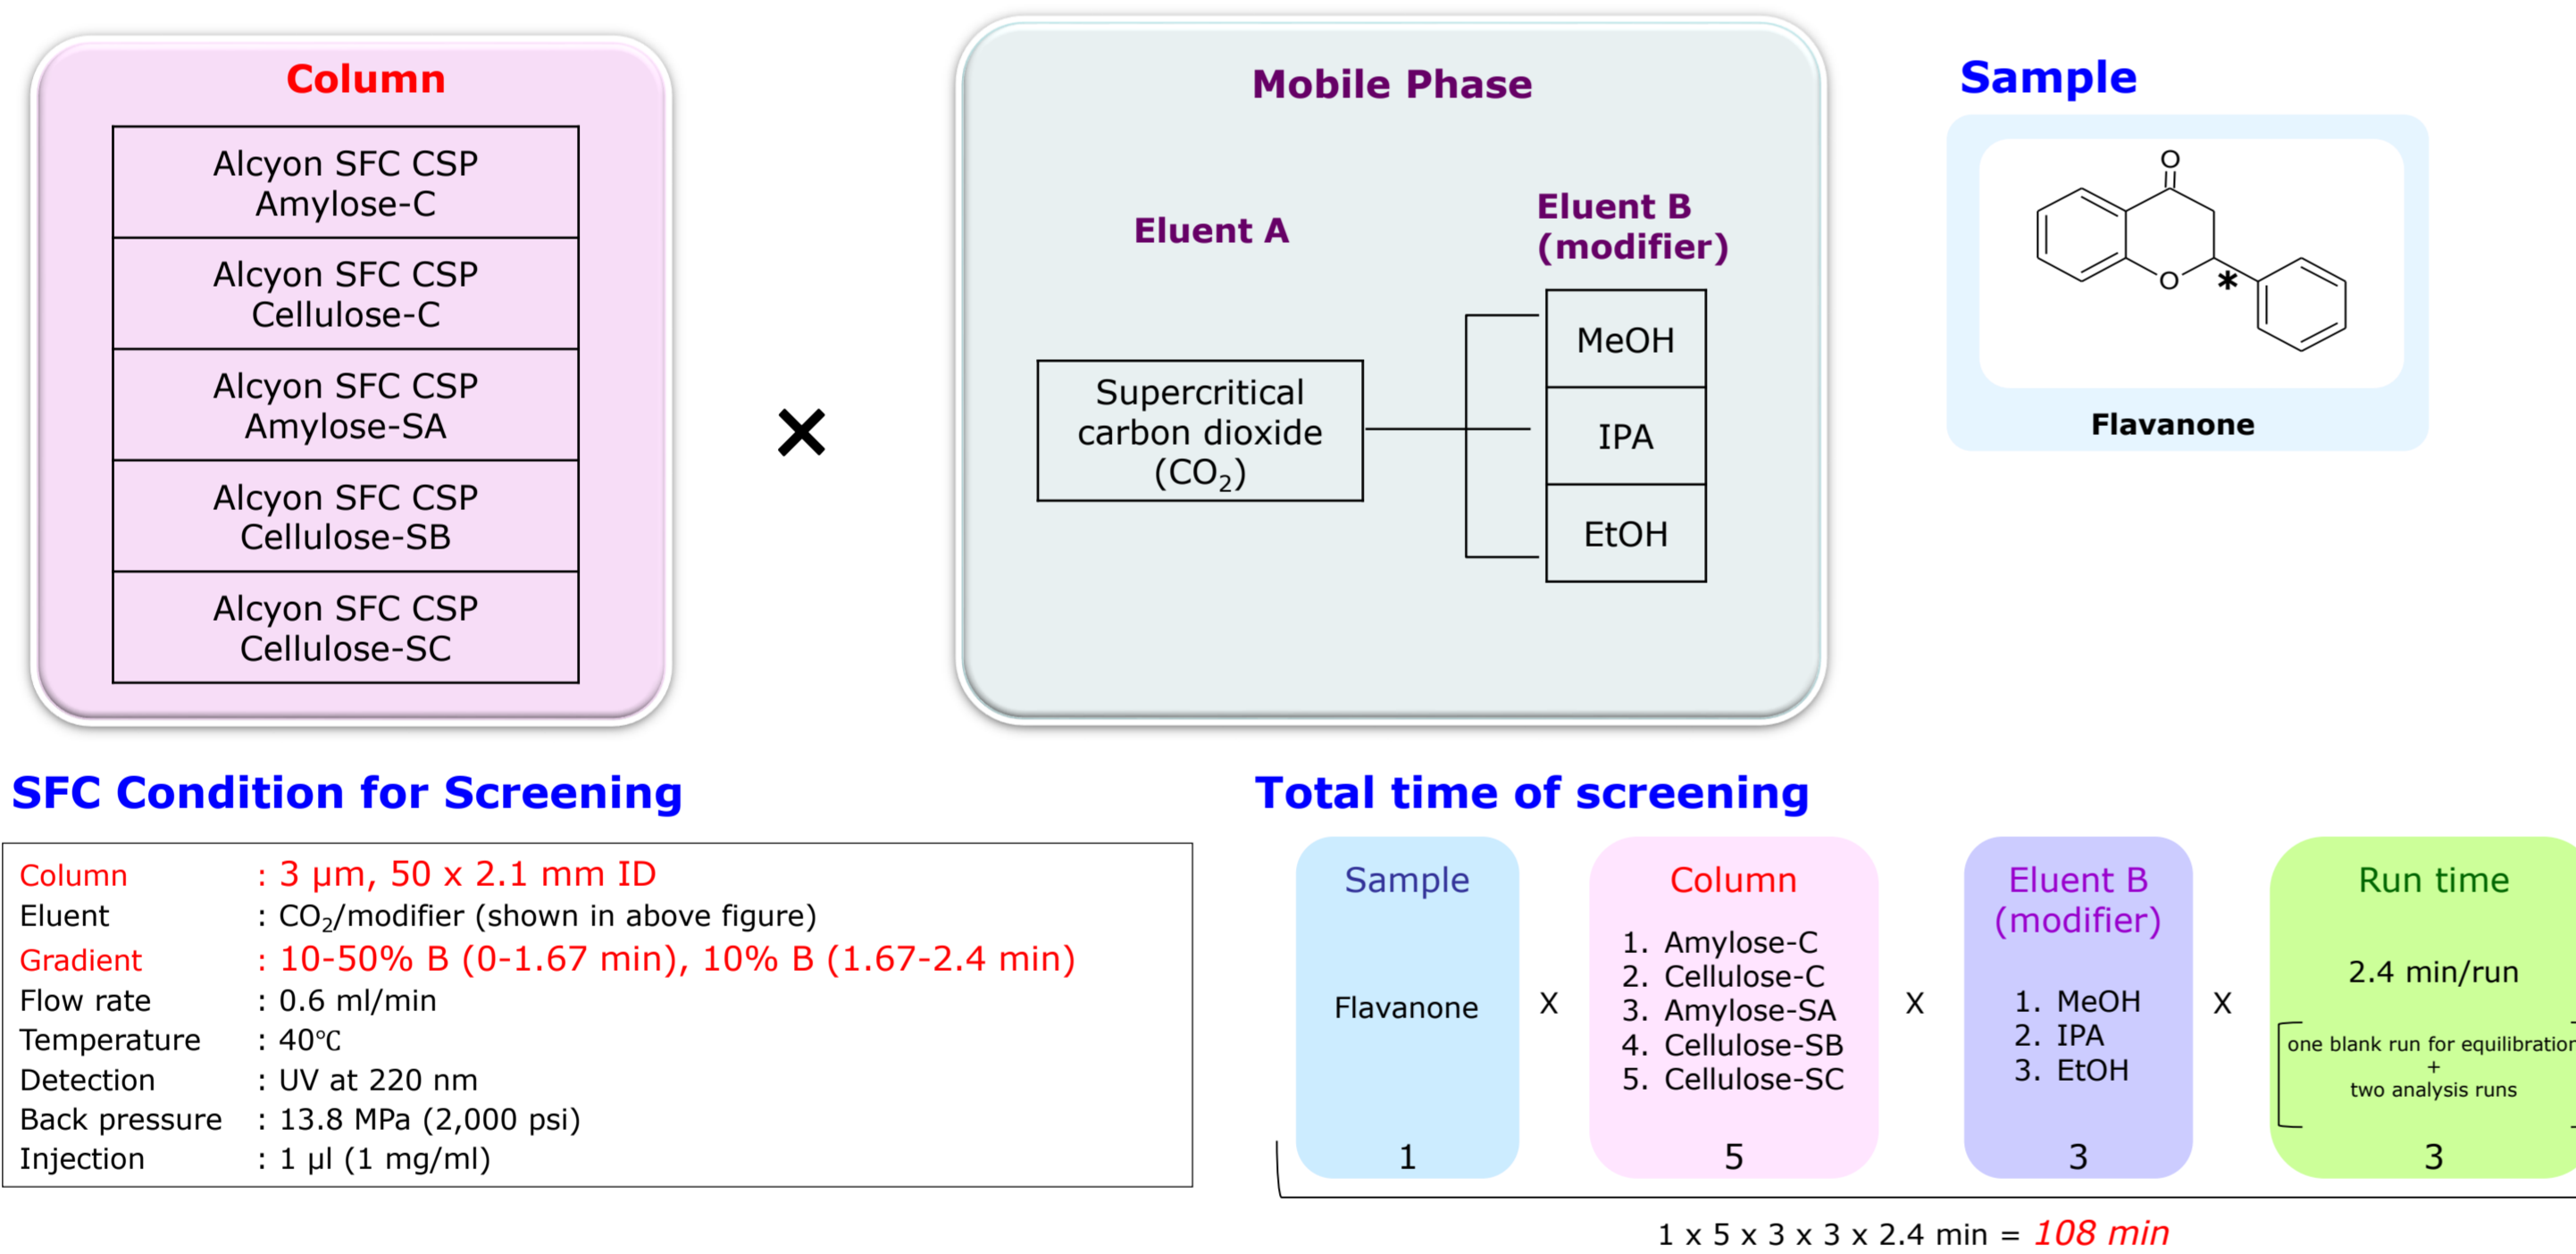 Column
Alcyon SFC CSP
Amylose-C
Alcyon SFC CSP
Cellulose-C
Alcyon SFC CSP
Amylose-SA
Alcyon SFC CSP
Cellulose-SB
Alcyon SFC CSP
Cellulose-SC
×
Mobile Phase
Eluent A
Supercritical
carbon dioxide
(CO₂)
Eluent B
(modifier)
MeOH
IPA
EtOH
Sample
O
O
*
Flavanone
SFC Condition for Screening
Column : 3 µm, 50 x 2.1 mm ID
Eluent : CO₂/modifier (shown in above figure)
Gradient : 10-50% B (0-1.67 min), 10% B (1.67-2.4 min)
Flow rate : 0.6 ml/min
Temperature : 40℃
Detection : UV at 220 nm
Back pressure : 13.8 MPa (2,000 psi)
Injection : 1 µl (1 mg/ml)
Total time of screening
Sample
Flavanone
1
X
Column
1. Amylose-C
2. Cellulose-C
3. Amylose-SA
4. Cellulose-SB
5. Cellulose-SC
5
X
Eluent B
(modifier)
1. MeOH
2. IPA
3. EtOH
3
X
Run time
2.4 min/run
one blank run for equilibration
+
two analysis runs
3
1 x 5 x 3 x 3 x 2.4 min = 108 min